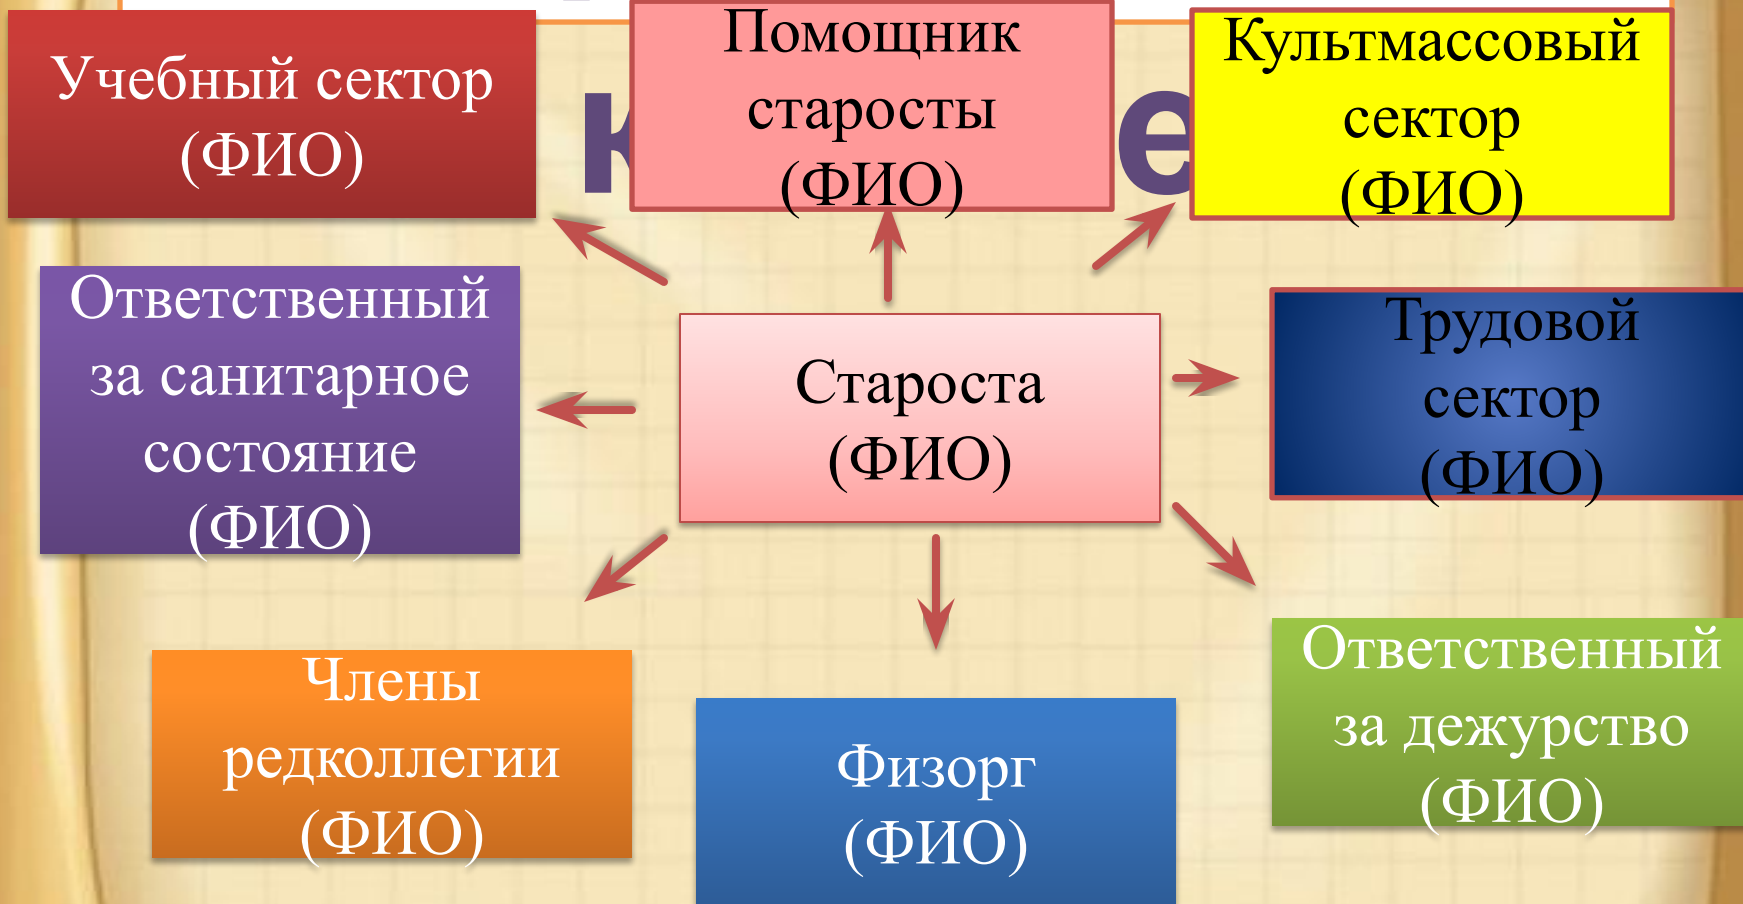 Учебный сектор
(ФИО)
Помощник
старосты
(ФИО)
Культмассовый
сектор
(ФИО)
Ответственный
за санитарное
состояние
(ФИО)
Староста
(ФИО)
Трудовой
сектор
(ФИО)
Члены
редколлегии
(ФИО)
Физорг
(ФИО)
Ответственный
за дежурство
(ФИО)